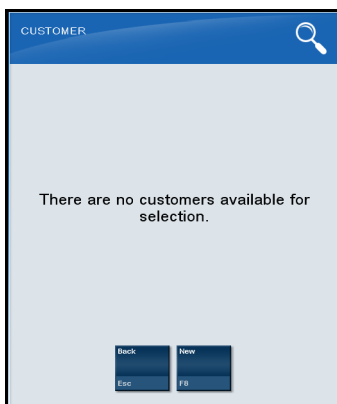 CUSTOMER
There are no customers available for
selection.
Back New
Esc F8